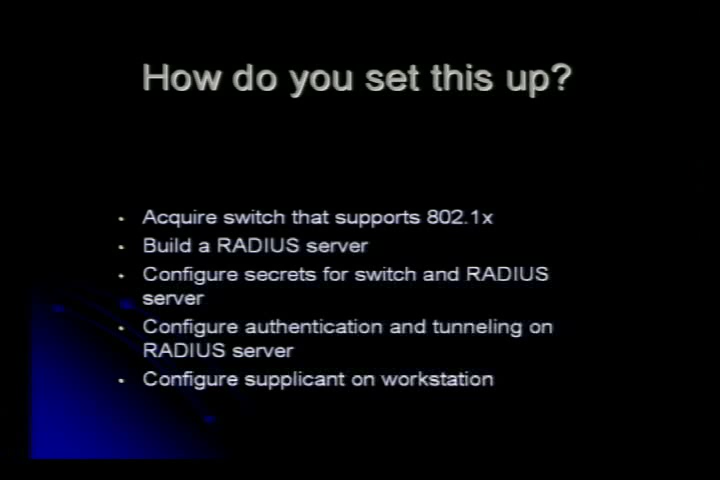 How do you set this up?
• Acquire switch that supports 802.1x
• Build a RADIUS server
• Configure secrets for switch and RADIUS
server
• Configure authentication and tunneling on
RADIUS server
• Configure supplicant on workstation